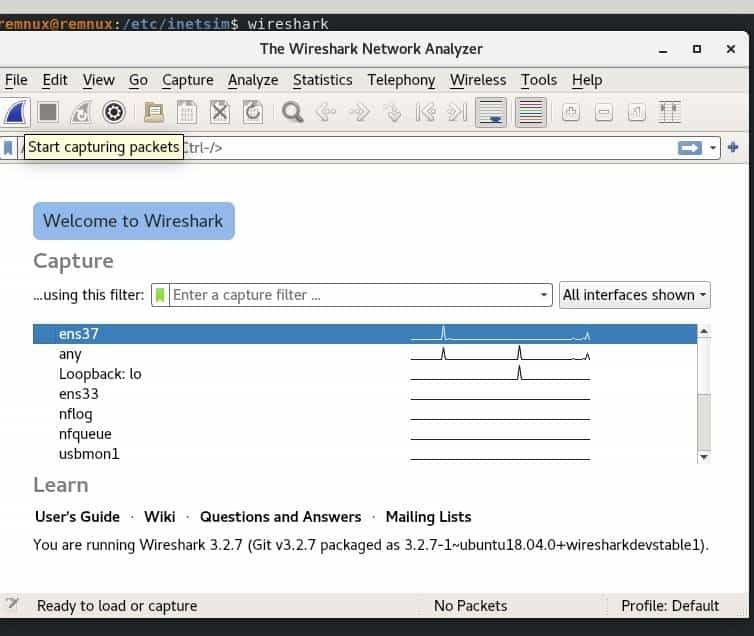 remnux@remnux:/etc/inetsim$ wireshark
The Wireshark Network Analyzer
File Edit View Go Capture Analyze Statistics Telephony Wireless Tools Help
Start capturing packets Ctrl-/>
Welcome to Wireshark
Capture
...using this filter: Enter a capture filter ... All interfaces shown
ens37
any
Loopback: lo
ens33
nflog
nfqueue
usbmon1
Learn
User's Guide · Wiki · Questions and Answers · Mailing Lists
You are running Wireshark 3.2.7 (Git v3.2.7 packaged as 3.2.7-1~ubuntu18.04.0+wiresharkdevstable1).
Ready to load or capture No Packets Profile: Default